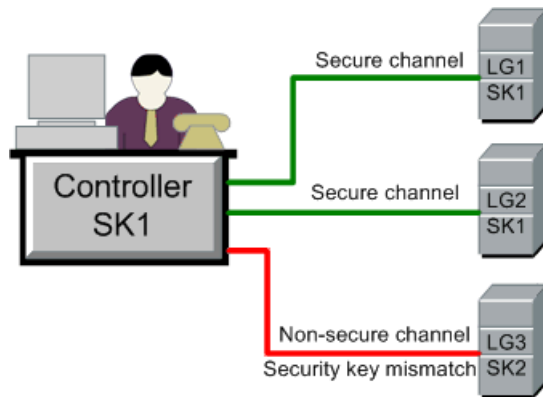 Secure channel
LG1
SK1
Controller
SK1
Secure channel
LG2
SK1
Non-secure channel
Security key mismatch
LG3
SK2